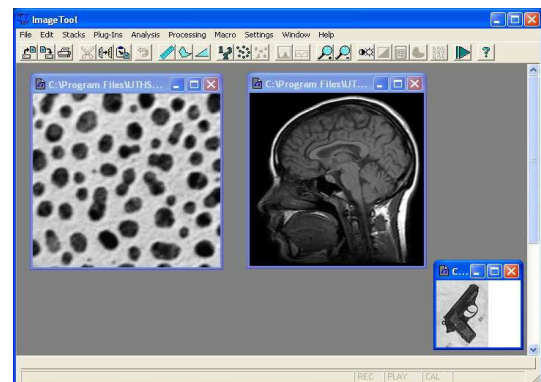 ImageTool
File Edit Stacks Plug-Ins Analysis Processing Macro Settings Window Help
C:\Program Files\UTHS...
C:\Program Files\UT...
C...
REC PLAY CAL